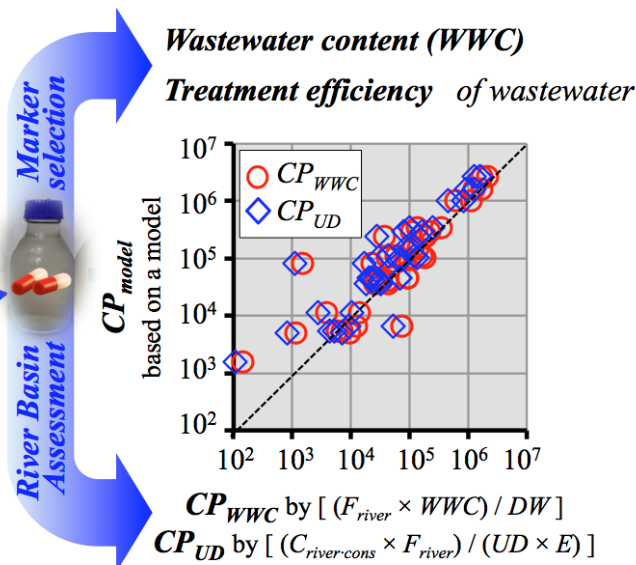 Wastewater content (WWC)
Treatment efficiency of wastewater
Marker
selection
River Basin
Assessment
CP_model
based on a model
10^7
10^6
10^5
10^4
10^3
10^2
CP_WWC
CP_UD
10^2 10^3 10^4 10^5 10^6 10^7
CP_WWC by [ (F_river × WWC) / DW ]
CP_UD by [ (C_river·cons × F_river) / (UD × E) ]